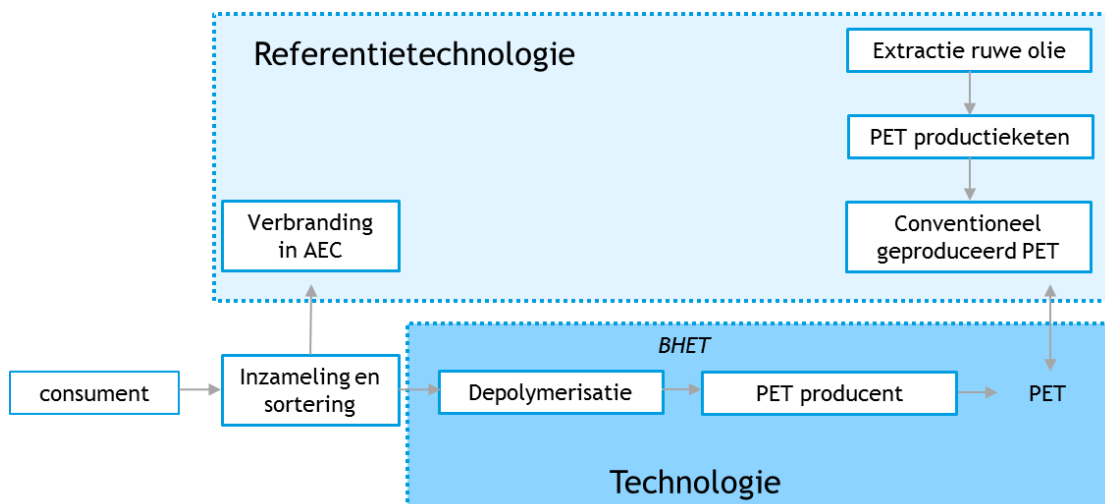 Referentietechnologie
Extractie ruwe olie
PET productieketen
Verbranding
in AEC
Conventioneel
geproduceerd PET
BHET
consument
Inzameling en
sortering
Depolymerisatie
PET producent
PET
Technologie